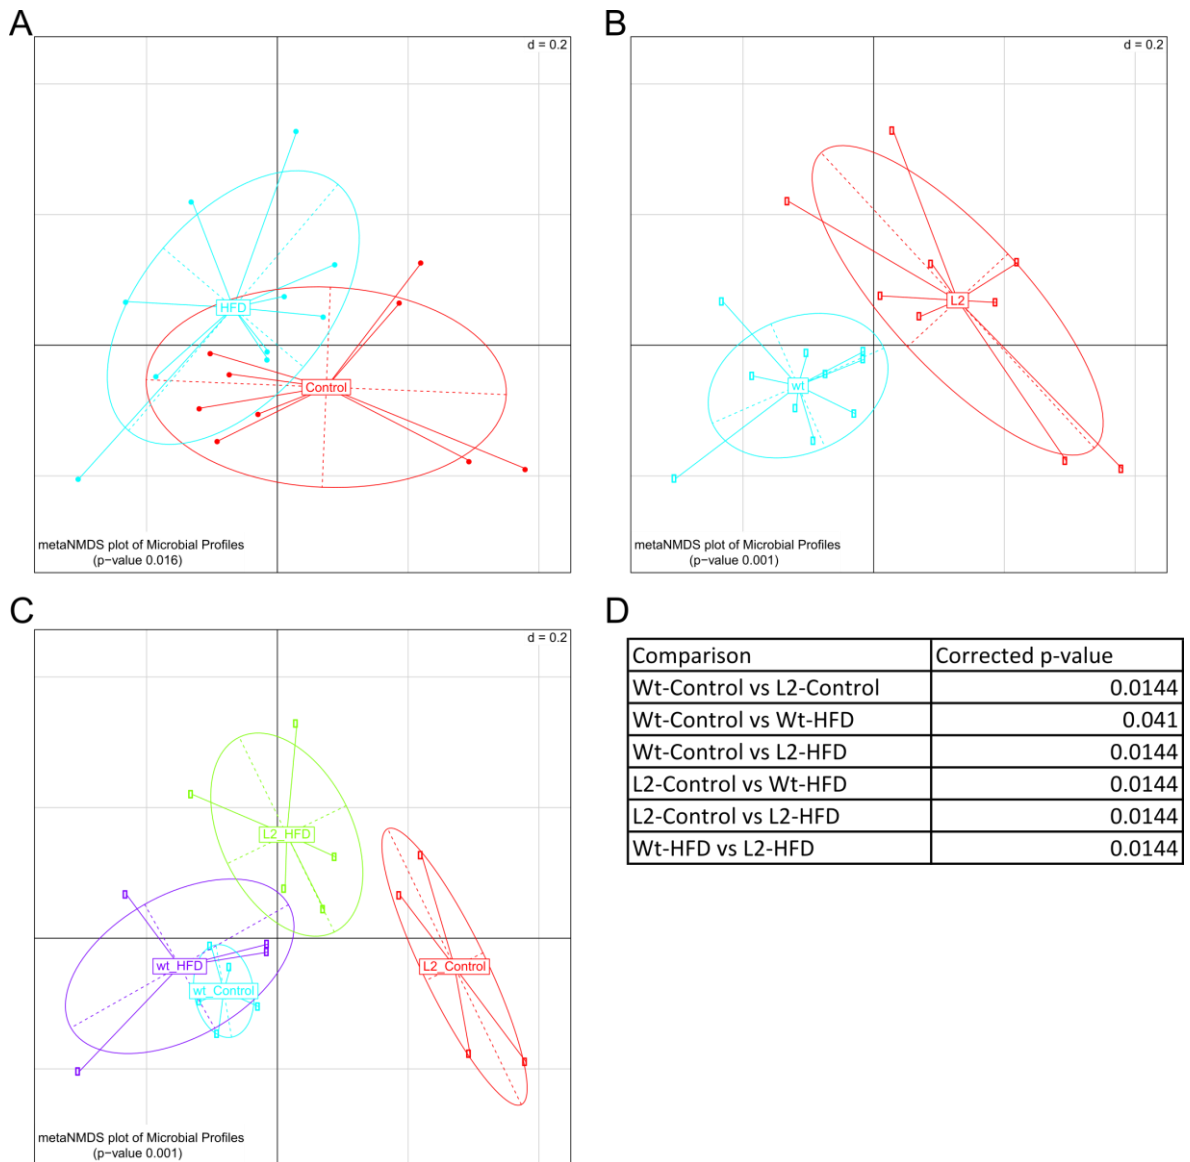 A
d = 0.2
HFD
Control
metaNMDS plot of Microbial Profiles
(p−value 0.016)
B
d = 0.2
L2
wt
metaNMDS plot of Microbial Profiles
(p−value 0.001)
C
d = 0.2
L2_HFD
wt_HFD
L2_Control
wt_Control
metaNMDS plot of Microbial Profiles
(p−value 0.001)
D
Comparison Corrected p-value
Wt-Control vs L2-Control 0.0144
Wt-Control vs Wt-HFD 0.041
Wt-Control vs L2-HFD 0.0144
L2-Control vs Wt-HFD 0.0144
L2-Control vs L2-HFD 0.0144
Wt-HFD vs L2-HFD 0.0144